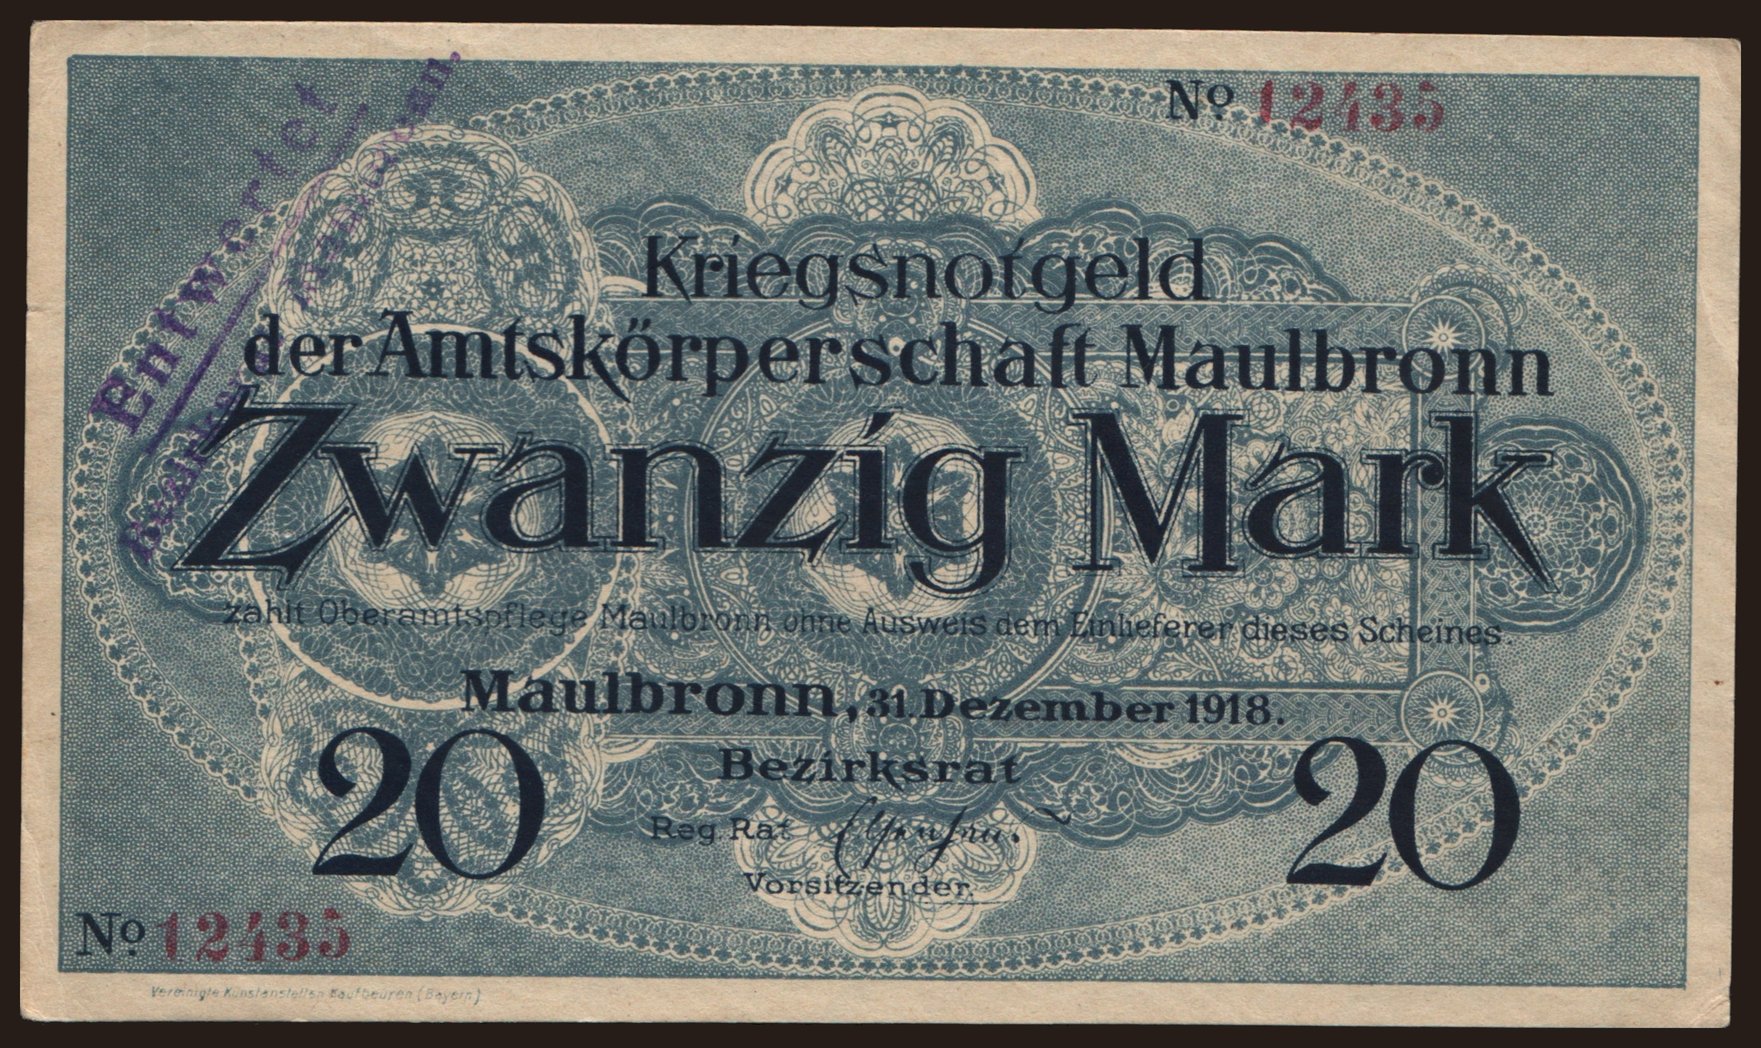 No 12435
Entwertet
Kriegsnotgeld
der Amtskörperschaft Maulbronn
Zwanzig Mark
zahlt Oberamtspflege Maulbronn ohne Ausweis dem Einlieferer dieses Scheines.
Maulbronn, 31. Dezember 1918.
20 20
Bezirksrat
Reg. Rat
Vorsitzender.
No 12435
Vereinigte Kunstanstalten Kaufbeuren (Bayern)